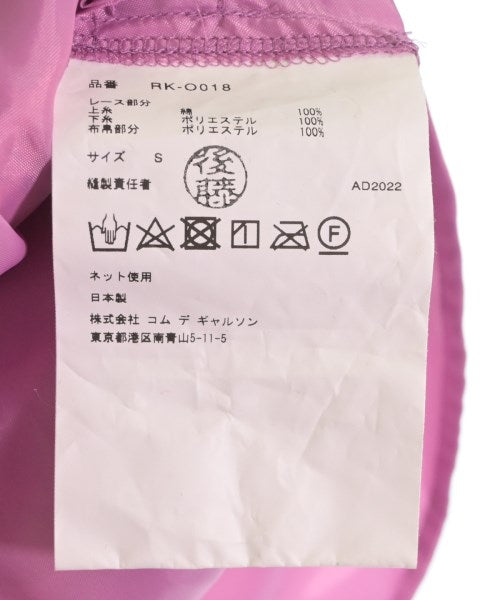 品番 RK-O018
レース部分
上糸 綿 100%
下糸 ポリエステル 100%
布帛部分 ポリエステル 100%
サイズ S
後藤
縫製責任者 AD2022
F
ネット使用
日本製
株式会社 コム デ ギャルソン
東京都港区南青山5-11-5